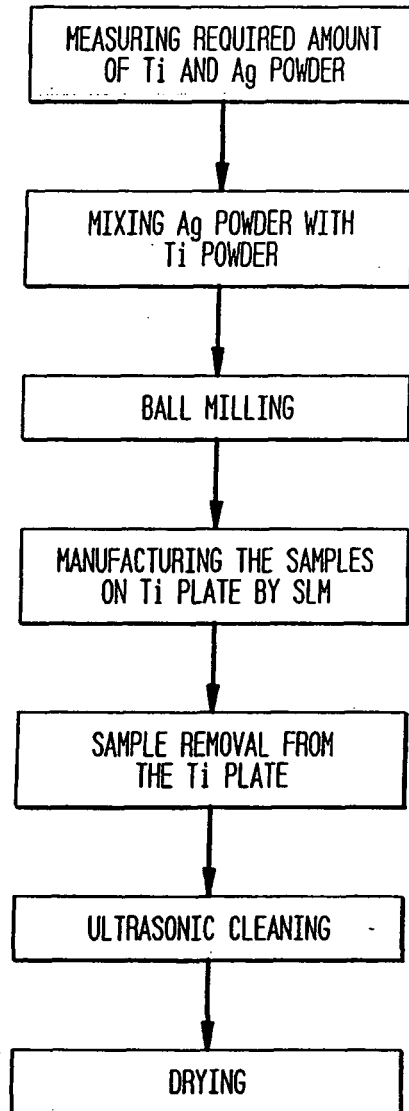 MEASURING REQUIRED AMOUNT
OF Ti AND Ag POWDER
MIXING Ag POWDER WITH
Ti POWDER
BALL MILLING
MANUFACTURING THE SAMPLES
ON Ti PLATE BY SLM
SAMPLE REMOVAL FROM
THE Ti PLATE
ULTRASONIC CLEANING
DRYING